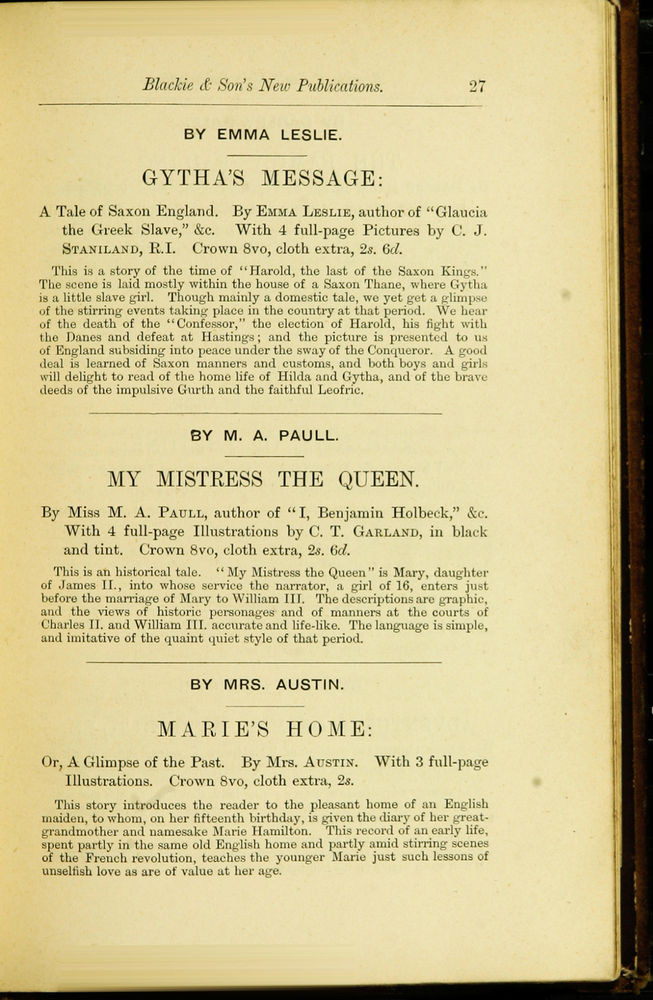 Blackie & Son's New Publications. 27
BY EMMA LESLIE.
GYTHA'S MESSAGE:
A Tale of Saxon England. By EMMA LESLIE, author of "Glaucia
the Greek Slave," &c. With 4 full-page Pictures by C. J.
STANILAND, R.I. Crown 8vo, cloth extra, 2s. 6d.
This is a story of the time of "Harold, the last of the Saxon Kings."
The scene is laid mostly within the house of a Saxon Thane, where Gytha
is a little slave girl. Though mainly a domestic tale, we yet get a glimpse
of the stirring events taking place in the country at that period. We hear
of the death of the "Confessor," the election of Harold, his fight with
the Danes and defeat at Hastings; and the picture is presented to us
of England subsiding into peace under the sway of the Conqueror. A good
deal is learned of Saxon manners and customs, and both boys and girls
will delight to read of the home life of Hilda and Gytha, and of the brave
deeds of the impulsive Gurth and the faithful Leofric.
BY M. A. PAULL.
MY MISTRESS THE QUEEN.
By Miss M. A. PAULL, author of "I, Benjamin Holbeck," &c.
With 4 full-page Illustrations by C. T. GARLAND, in black
and tint. Crown 8vo, cloth extra, 2s. 6d.
This is an historical tale. "My Mistress the Queen" is Mary, daughter
of James II., into whose service the narrator, a girl of 16, enters just
before the marriage of Mary to William III. The descriptions are graphic,
and the views of historic personages and of manners at the courts of
Charles II. and William III. accurate and life-like. The language is simple,
and imitative of the quaint quiet style of that period.
BY MRS. AUSTIN.
MARIE'S HOME:
Or, A Glimpse of the Past. By Mrs. AUSTIN. With 3 full-page
Illustrations. Crown 8vo, cloth extra, 2s.
This story introduces the reader to the pleasant home of an English
maiden, to whom, on her fifteenth birthday, is given the diary of her great-
grandmother and namesake Marie Hamilton. This record of an early life,
spent partly in the same old English home and partly amid stirring scenes
of the French revolution, teaches the younger Marie just such lessons of
unselfish love as are of value at her age.